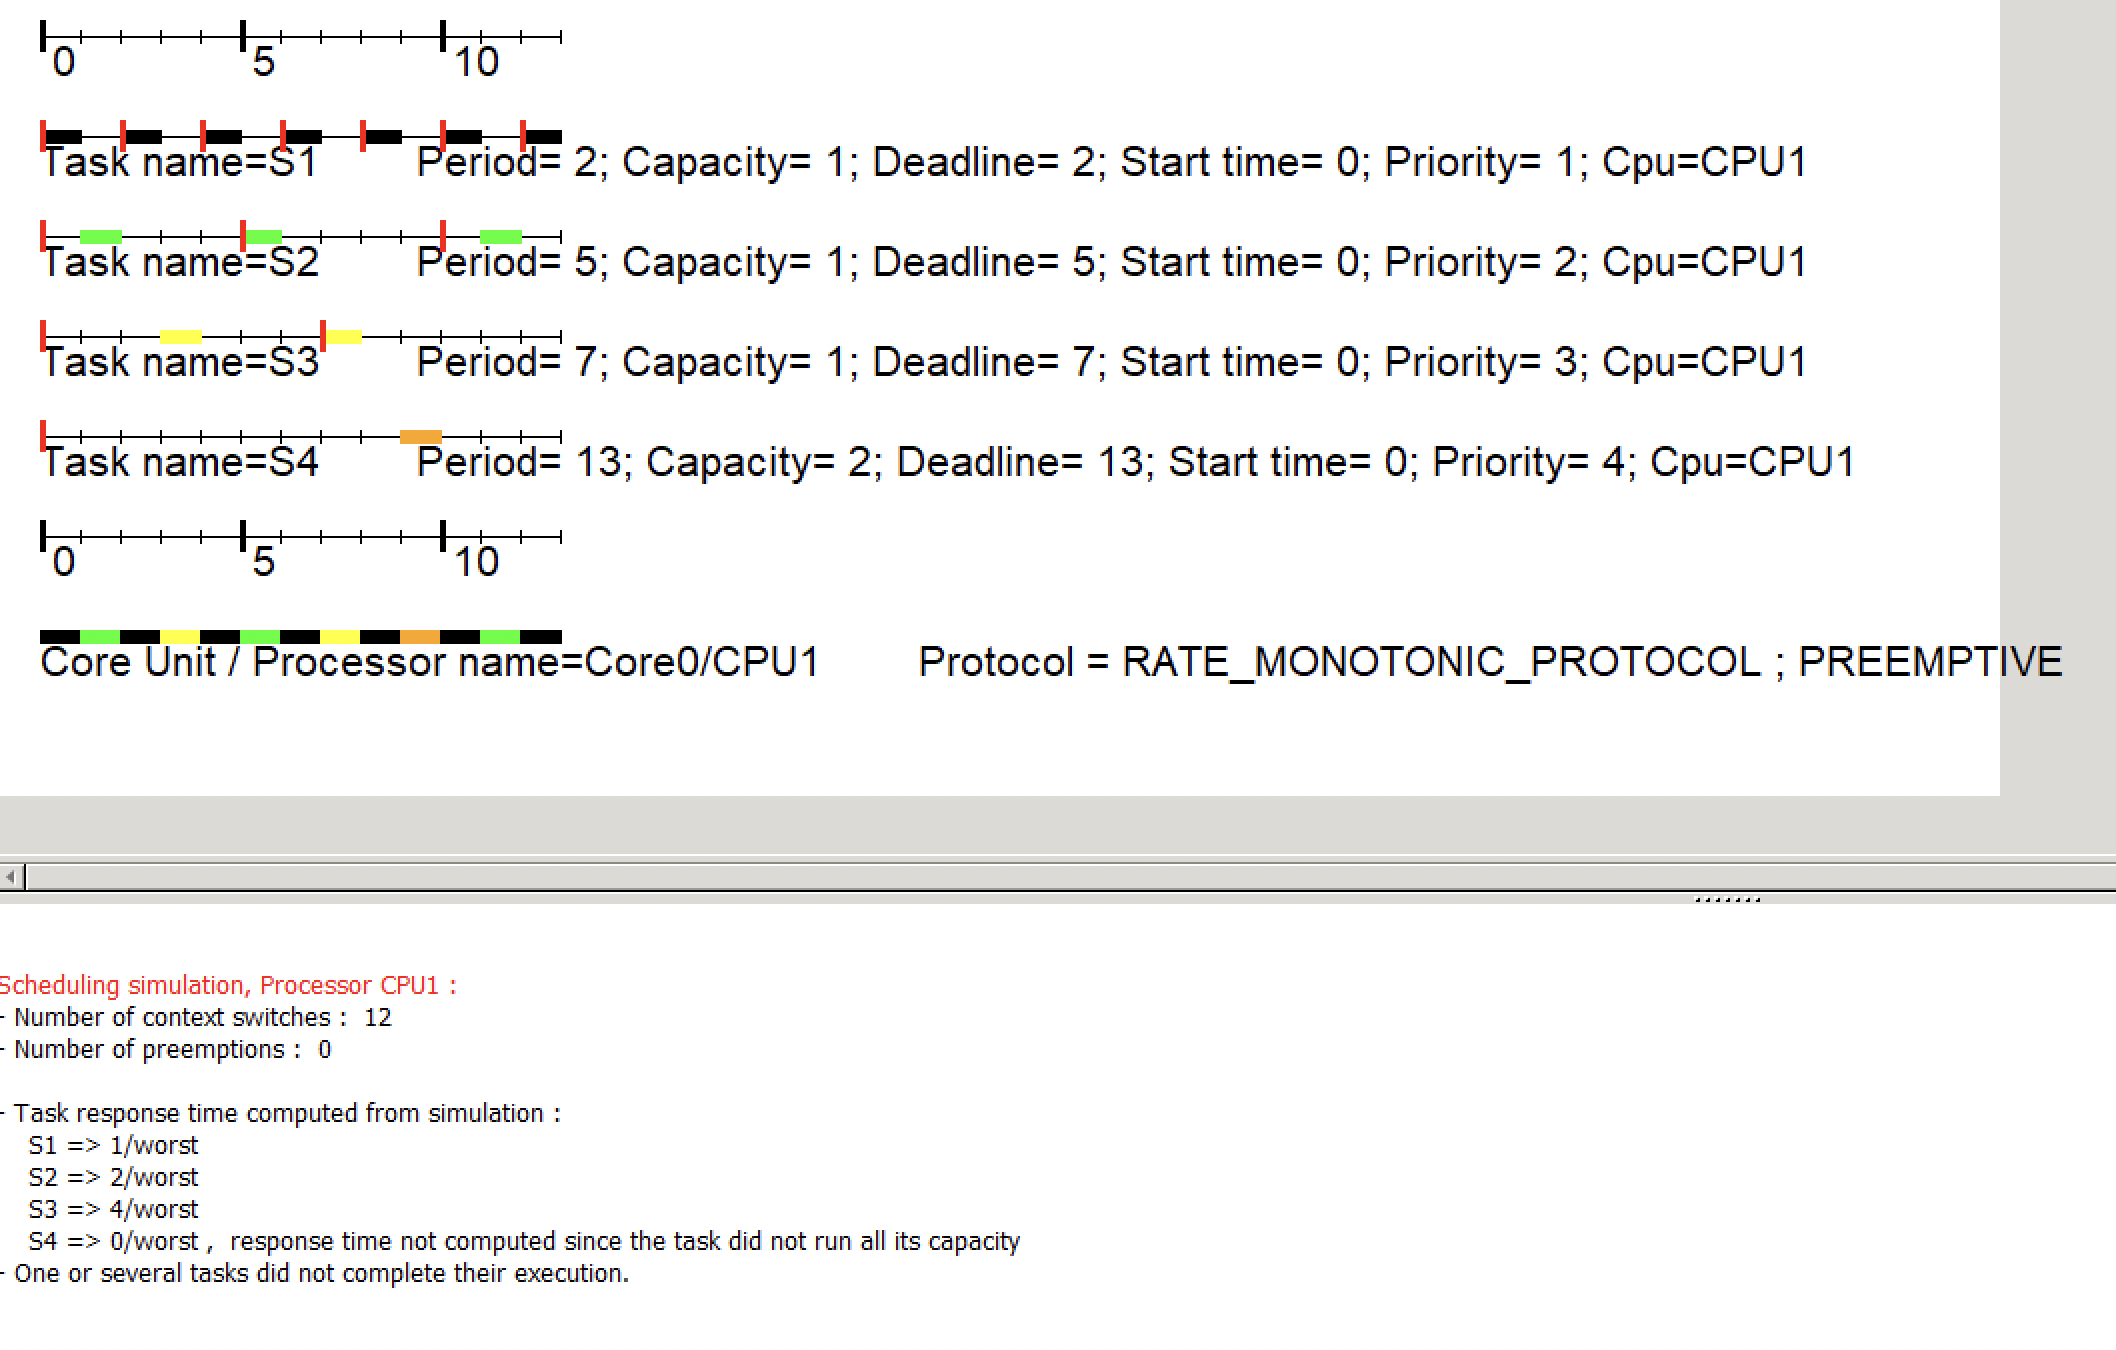 0 5 10
Task name=S1 Period= 2; Capacity= 1; Deadline= 2; Start time= 0; Priority= 1; Cpu=CPU1
Task name=S2 Period= 5; Capacity= 1; Deadline= 5; Start time= 0; Priority= 2; Cpu=CPU1
Task name=S3 Period= 7; Capacity= 1; Deadline= 7; Start time= 0; Priority= 3; Cpu=CPU1
Task name=S4 Period= 13; Capacity= 2; Deadline= 13; Start time= 0; Priority= 4; Cpu=CPU1
0 5 10
Core Unit / Processor name=Core0/CPU1 Protocol = RATE_MONOTONIC_PROTOCOL ; PREEMPTIVE
Scheduling simulation, Processor CPU1 :
- Number of context switches : 12
- Number of preemptions : 0
- Task response time computed from simulation :
S1 => 1/worst
S2 => 2/worst
S3 => 4/worst
S4 => 0/worst , response time not computed since the task did not run all its capacity
- One or several tasks did not complete their execution.